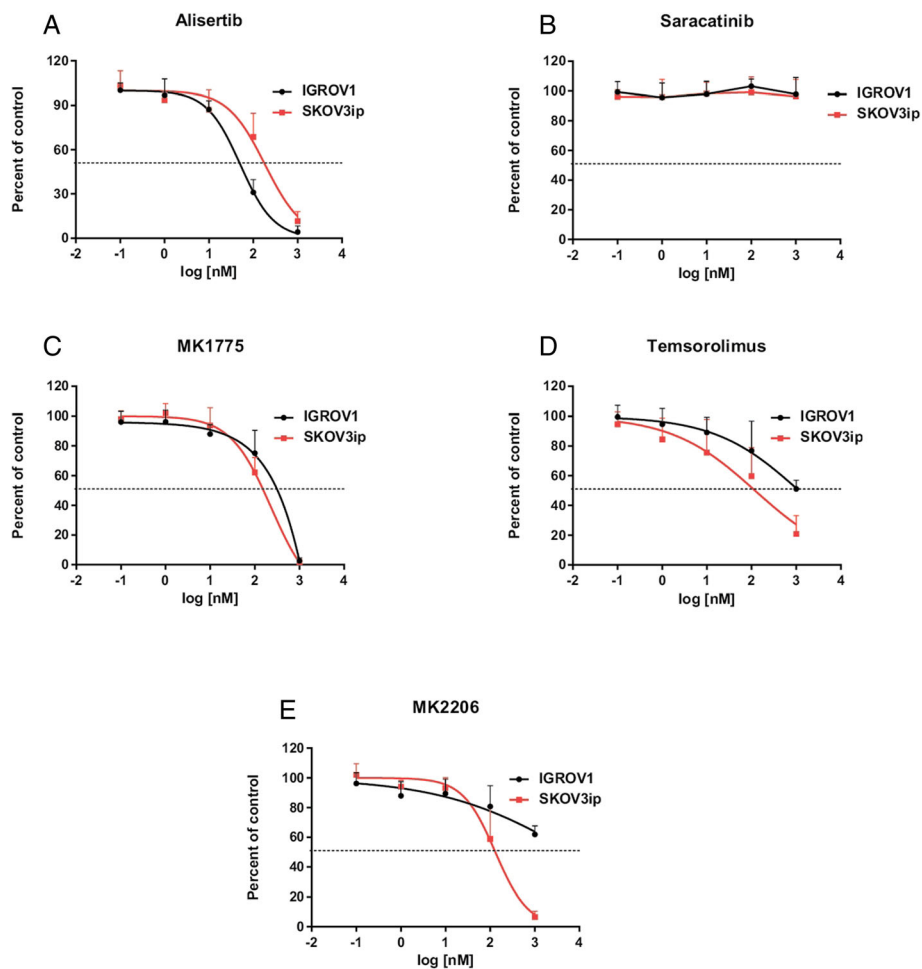 A
Alisertib
120
90
60
30
0
Percent of control
-2 -1 0 1 2 3 4
log [nM]
IGROV1
SKOV3ip
B
Saracatinib
120
100
80
60
40
20
0
Percent of control
-2 -1 0 1 2 3 4
log [nM]
IGROV1
SKOV3ip
C
MK1775
120
100
80
60
40
20
0
Percent of control
-2 -1 0 1 2 3 4
log [nM]
IGROV1
SKOV3ip
D
Temsorolimus
120
100
80
60
40
20
0
Percent of control
-2 -1 0 1 2 3 4
log [nM]
IGROV1
SKOV3ip
E
MK2206
120
100
80
60
40
20
0
Percent of control
-2 -1 0 1 2 3 4
log [nM]
IGROV1
SKOV3ip